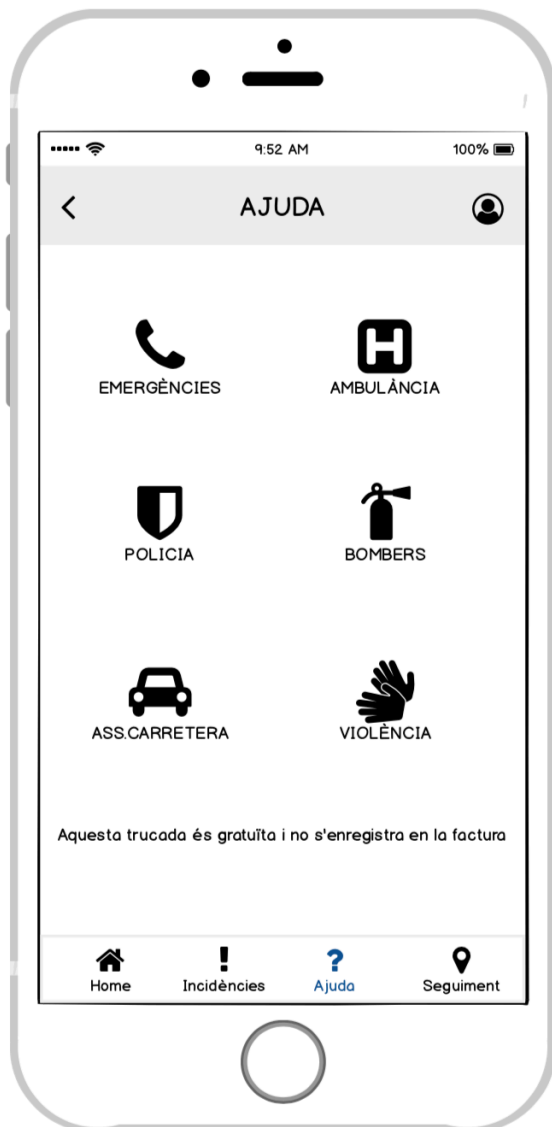 9:52 AM 100%
AJUDA
EMERGÈNCIES AMBULÀNCIA
POLICIA BOMBERS
ASS.CARRETERA VIOLÈNCIA
Aquesta trucada és gratuïta i no s'enregistra en la factura
Home Incidències Ajuda Seguiment